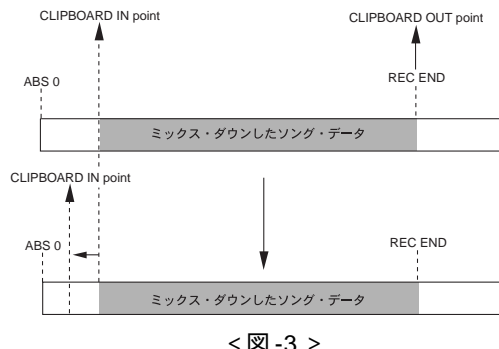 CLIPBOARD IN point
CLIPBOARD OUT point
ABS 0
REC END
ミックス・ダウンしたソング・データ
CLIPBOARD IN point
ABS 0
REC END
ミックス・ダウンしたソング・データ
<図-3 >